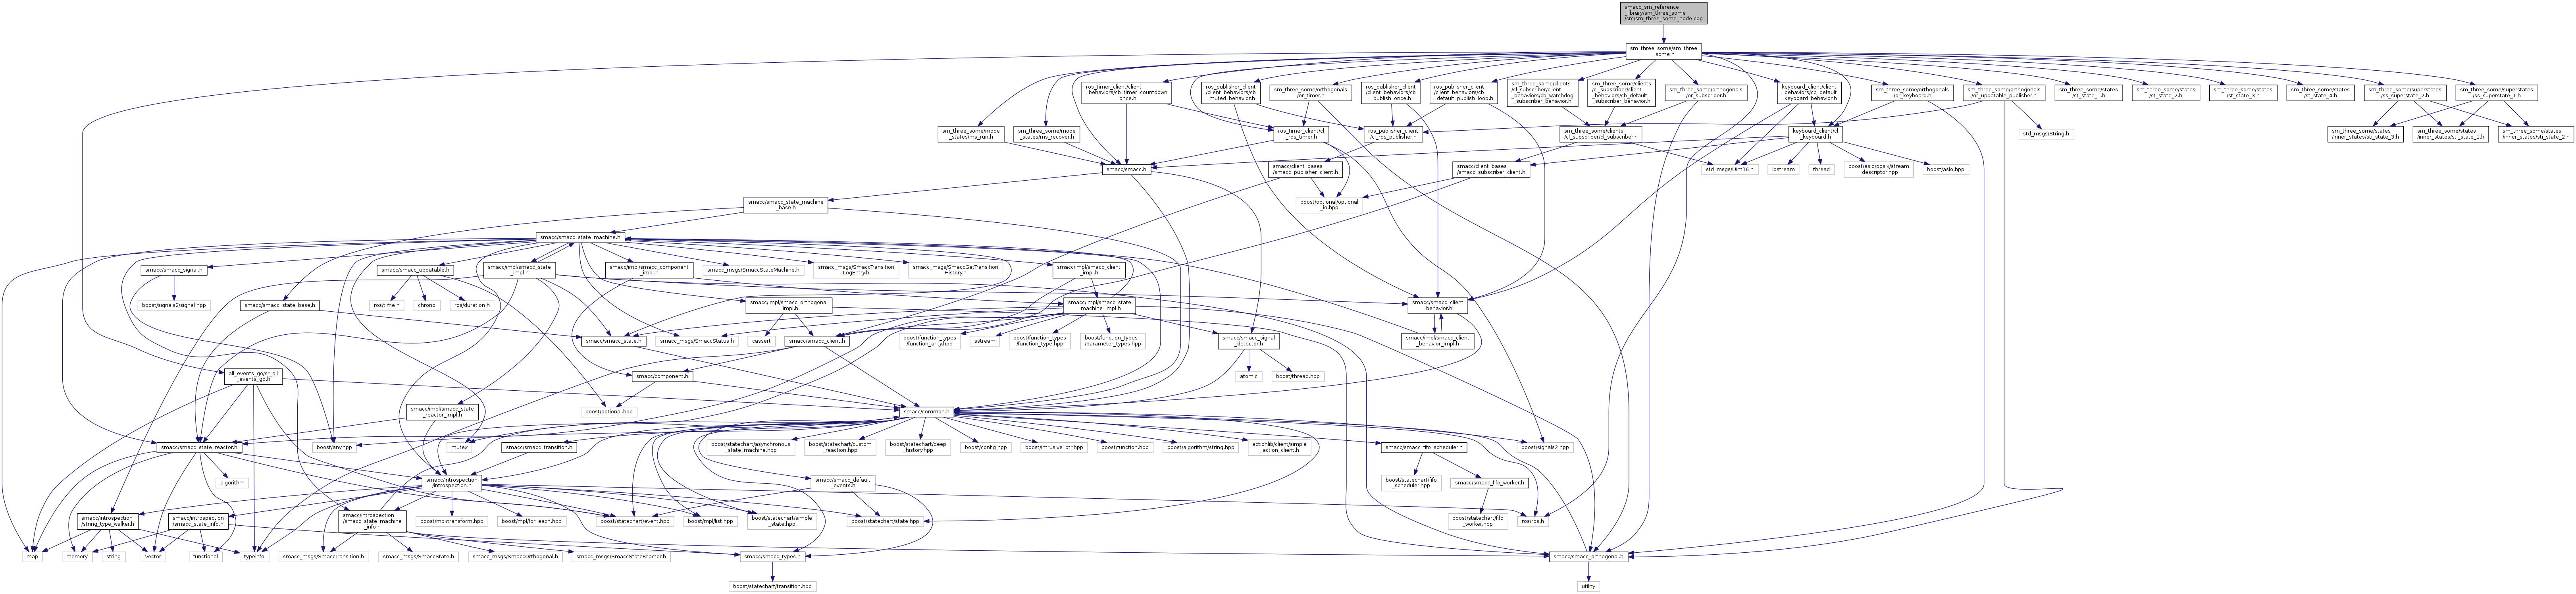 smacc_sm_reference
_library/sm_three_some
/src/sm_three_some_node.cpp
sm_three_some/sm_three
_some.h
ros_timer_client/client
_behaviors/cb_timer_countdown
_once.h
ros_publisher_client
/client_behaviors/cb
_muted_behavior.h
sm_three_some/orthogonals
/or_timer.h
ros_publisher_client
/client_behaviors/cb
_publish_once.h
ros_publisher_client
/client_behaviors/cb
_default_publish_loop.h
sm_three_some/clients
/cl_subscriber/client
_behaviors/cb_watchdog
_subscriber_behavior.h
sm_three_some/clients
/cl_subscriber/client
_behaviors/cb_default
_subscriber_behavior.h
sm_three_some/orthogonals
/or_subscriber.h
keyboard_client/client
_behaviors/cb_default
_keyboard_behavior.h
sm_three_some/orthogonals
/or_keyboard.h
sm_three_some/orthogonals
/or_updatable_publisher.h
sm_three_some/states
/st_state_1.h
sm_three_some/states
/st_state_2.h
sm_three_some/states
/st_state_3.h
sm_three_some/states
/st_state_4.h
sm_three_some/superstates
/ss_superstate_2.h
sm_three_some/superstates
/ss_superstate_1.h
sm_three_some/mode
_states/ms_run.h
sm_three_some/mode
_states/ms_recover.h
ros_timer_client/cl
_ros_timer.h
ros_publisher_client
/cl_ros_publisher.h
sm_three_some/clients
/cl_subscriber/cl_subscriber.h
keyboard_client/cl
_keyboard.h
std_msgs/String.h
sm_three_some/states
/inner_states/sti_state_3.h
sm_three_some/states
/inner_states/sti_state_1.h
sm_three_some/states
/inner_states/sti_state_2.h
smacc/smacc.h
smacc/client_bases
/smacc_publisher_client.h
smacc/client_bases
/smacc_subscriber_client.h
std_msgs/UInt16.h
iostream
thread
boost/asio/posix/stream
_descriptor.hpp
boost/asio.hpp
smacc/smacc_state_machine
_base.h
boost/optional/optional
_io.hpp
smacc/smacc_state_machine.h
smacc/smacc_signal.h
smacc/smacc_updatable.h
smacc/impl/smacc_state
_impl.h
smacc/impl/smacc_component
_impl.h
smacc_msgs/SmaccStateMachine.h
smacc_msgs/SmaccTransition
LogEntry.h
smacc_msgs/SmaccGetTransition
History.h
smacc/impl/smacc_client
_impl.h
boost/signals2/signal.hpp
smacc/smacc_state_base.h
ros/time.h
chrono
ros/duration.h
smacc/impl/smacc_orthogonal
_impl.h
smacc/impl/smacc_state
_machine_impl.h
smacc/smacc_client
_behavior.h
smacc/smacc_state.h
smacc_msgs/SmaccStatus.h
cassert
smacc/smacc_client.h
boost/function_types
/function_arity.hpp
sstream
boost/function_types
/function_type.hpp
boost/function_types
/parameter_types.hpp
smacc/smacc_signal
_detector.h
smacc/impl/smacc_client
_behavior_impl.h
all_events_go/sr_all
_events_go.h
smacc/component.h
atomic
boost/thread.hpp
smacc/impl/smacc_state
_reactor_impl.h
boost/optional.hpp
smacc/common.h
smacc/smacc_state_reactor.h
boost/any.hpp
mutex
smacc/smacc_transition.h
boost/statechart/asynchronous
_state_machine.hpp
boost/statechart/custom
_reaction.hpp
boost/statechart/deep
_history.hpp
boost/config.hpp
boost/intrusive_ptr.hpp
boost/function.hpp
boost/algorithm/string.hpp
actionlib/client/simple
_action_client.h
smacc/smacc_fifo_scheduler.h
boost/signals2.hpp
algorithm
smacc/introspection
/introspection.h
smacc/smacc_default
_events.h
boost/statechart/fifo
_scheduler.hpp
smacc/smacc_fifo_worker.h
smacc/introspection
/string_type_walker.h
smacc/introspection
/smacc_state_info.h
smacc/introspection
/smacc_state_machine
_info.h
boost/mpl/transform.hpp
boost/mpl/for_each.hpp
boost/statechart/event.hpp
boost/mpl/list.hpp
boost/statechart/simple
_state.hpp
boost/statechart/state.hpp
boost/statechart/fifo
_worker.hpp
ros/ros.h
map
memory
string
vector
functional
typeinfo
smacc_msgs/SmaccTransition.h
smacc_msgs/SmaccState.h
smacc_msgs/SmaccOrthogonal.h
smacc_msgs/SmaccStateReactor.h
smacc/smacc_types.h
smacc/smacc_orthogonal.h
boost/statechart/transition.hpp
utility